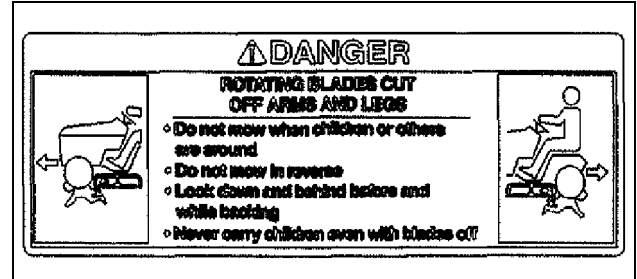 ⚠DANGER
ROTATING BLADES CUT
OFF ARMS AND LEGS
• Do not mow when children or others
are around
• Do not mow in reverse
• Look down and behind before and
while backing
• Never carry children even with blades off